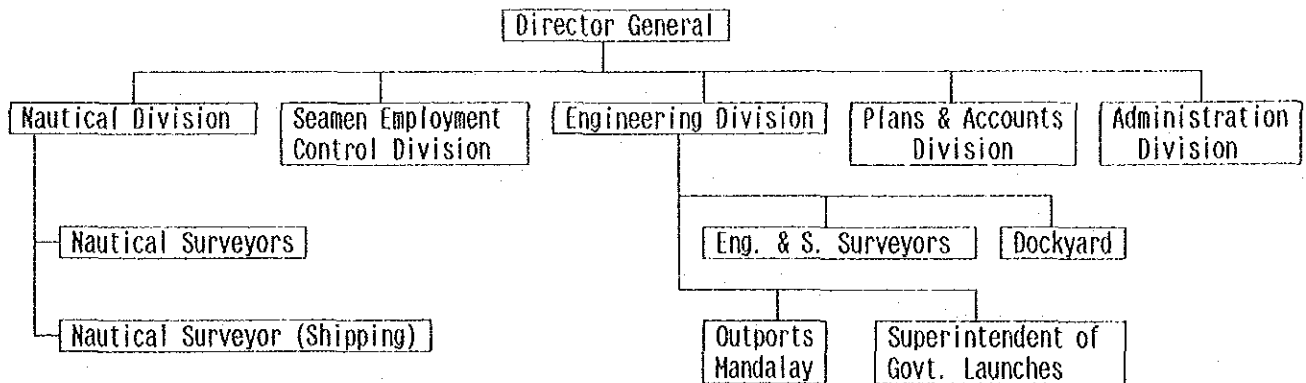 Director General
Nautical Division
Seamen Employment
Control Division
Engineering Division
Plans & Accounts
Division
Administration
Division
Nautical Surveyors
Eng. & S. Surveyors
Dockyard
Nautical Surveyor (Shipping)
Outports
Mandalay
Superintendent of
Govt. Launches